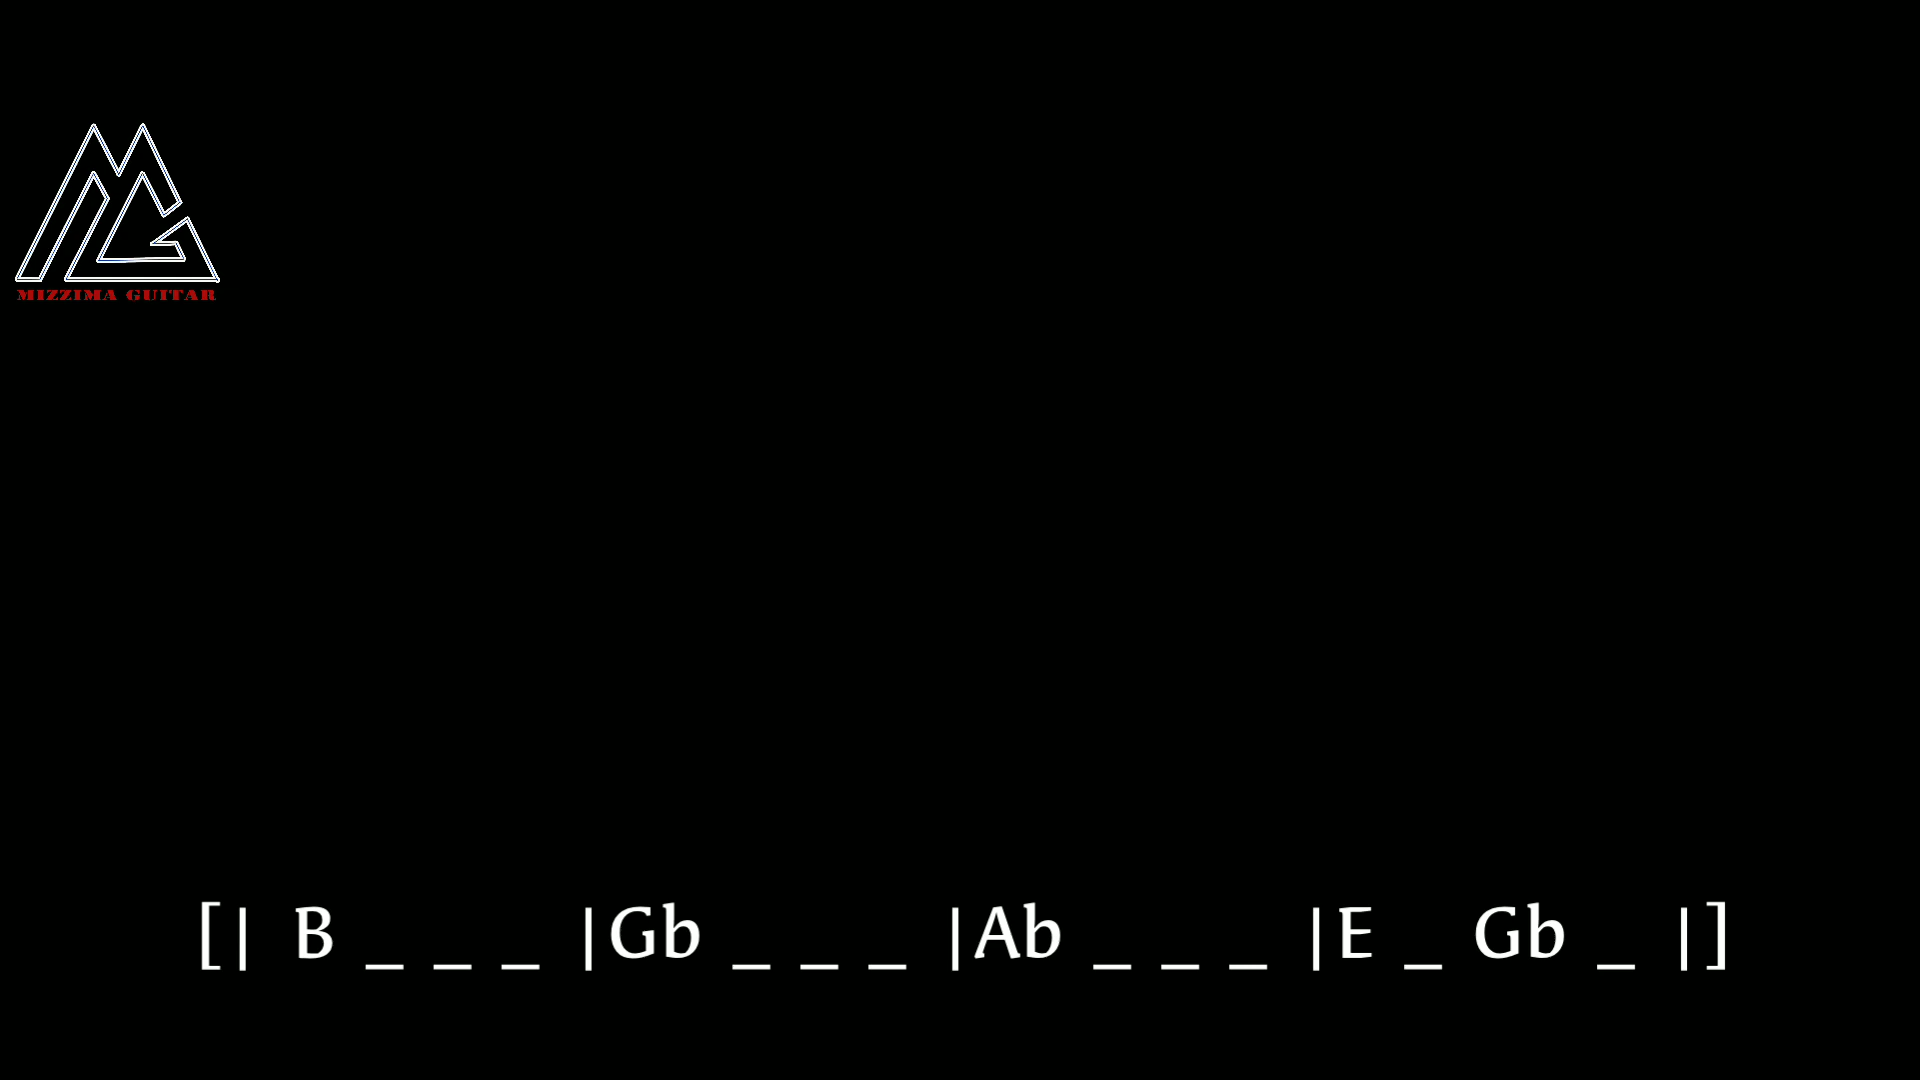 MIZZIMA GUITAR
[| B _ _ _ |Gb _ _ _ |Ab _ _ _ |E _ Gb _ |]